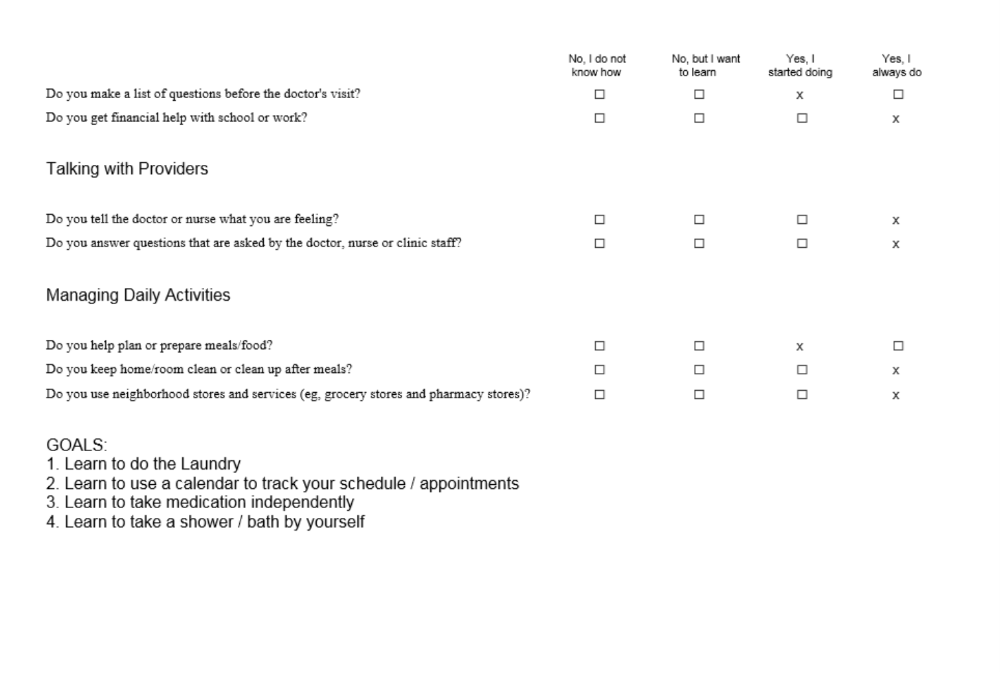 No, I do not No, but I want Yes, I Yes, I
know how to learn started doing always do
Do you make a list of questions before the doctor's visit? ☐ ☐ x ☐
Do you get financial help with school or work? ☐ ☐ ☐ x
Talking with Providers
Do you tell the doctor or nurse what you are feeling? ☐ ☐ ☐ x
Do you answer questions that are asked by the doctor, nurse or clinic staff? ☐ ☐ ☐ x
Managing Daily Activities
Do you help plan or prepare meals/food? ☐ ☐ x ☐
Do you keep home/room clean or clean up after meals? ☐ ☐ ☐ x
Do you use neighborhood stores and services (eg, grocery stores and pharmacy stores)? ☐ ☐ ☐ x
GOALS:
1. Learn to do the Laundry
2. Learn to use a calendar to track your schedule / appointments
3. Learn to take medication independently
4. Learn to take a shower / bath by yourself